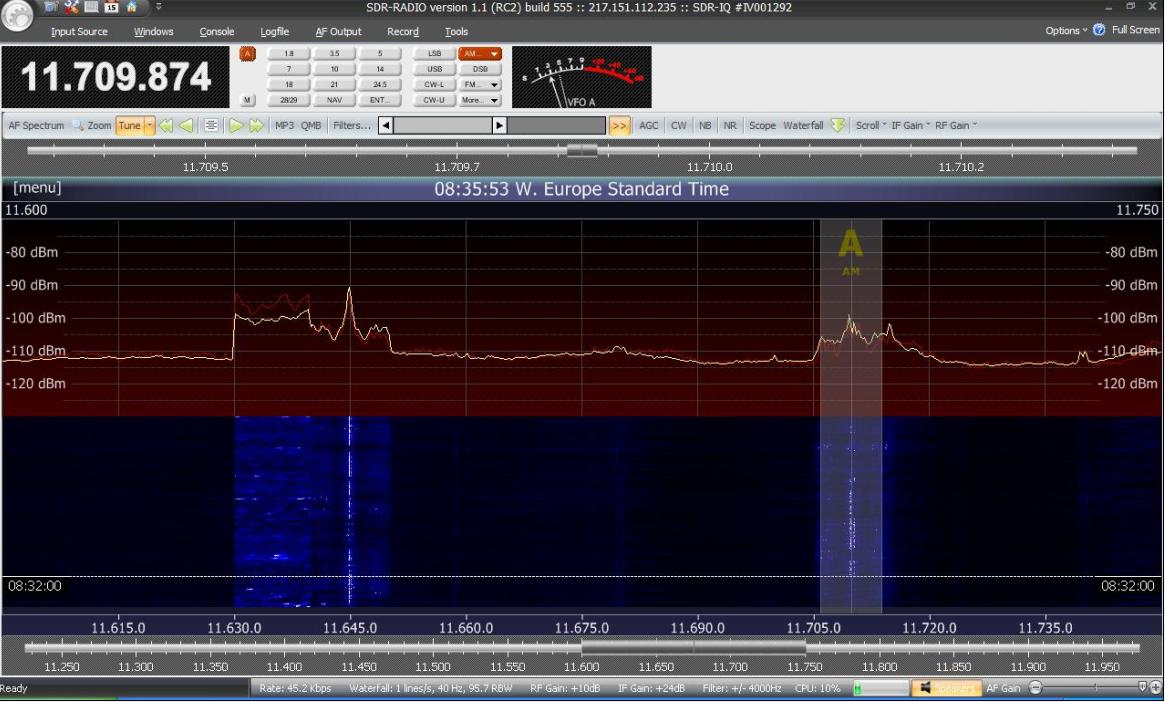 SDR-RADIO version 1.1 (RC2) build 555 :: 217.151.112.235 :: SDR-IQ #IV001292
15
Input Source Windows Console Logfile AF Output Record Tools Options Full Screen
11.709.874
A 1.8 3.5 5 LSB AM...
7 10 14 USB DSB
18 21 24.5 CW-L FM...
M 28/29 NAV ENT... CW-U More...
S 1 3 5 7 9
VFO A
AF Spectrum Zoom Tune MP3 QMB Filters... >> AGC CW NB NR Scope Waterfall Scroll IF Gain RF Gain
11.709.5 11.709.7 11.710.0 11.710.2
[menu] 08:35:53 W. Europe Standard Time
11.600 11.750
A
AM
-80 dBm -80 dBm
-90 dBm -90 dBm
-100 dBm -100 dBm
-110 dBm -110 dBm
-120 dBm -120 dBm
08:32:00 08:32:00
11.615.0 11.630.0 11.645.0 11.660.0 11.675.0 11.690.0 11.705.0 11.720.0 11.735.0
11.250 11.300 11.350 11.400 11.450 11.500 11.550 11.600 11.650 11.700 11.750 11.800 11.850 11.900 11.950
Ready Rate: 45.2 Kbps Waterfall: 1 lines/s, 40 Hz, 95.7 RBW RF Gain: +10dB IF Gain: +24dB Filter: +/- 4000Hz CPU: 10% Speakers AF Gain